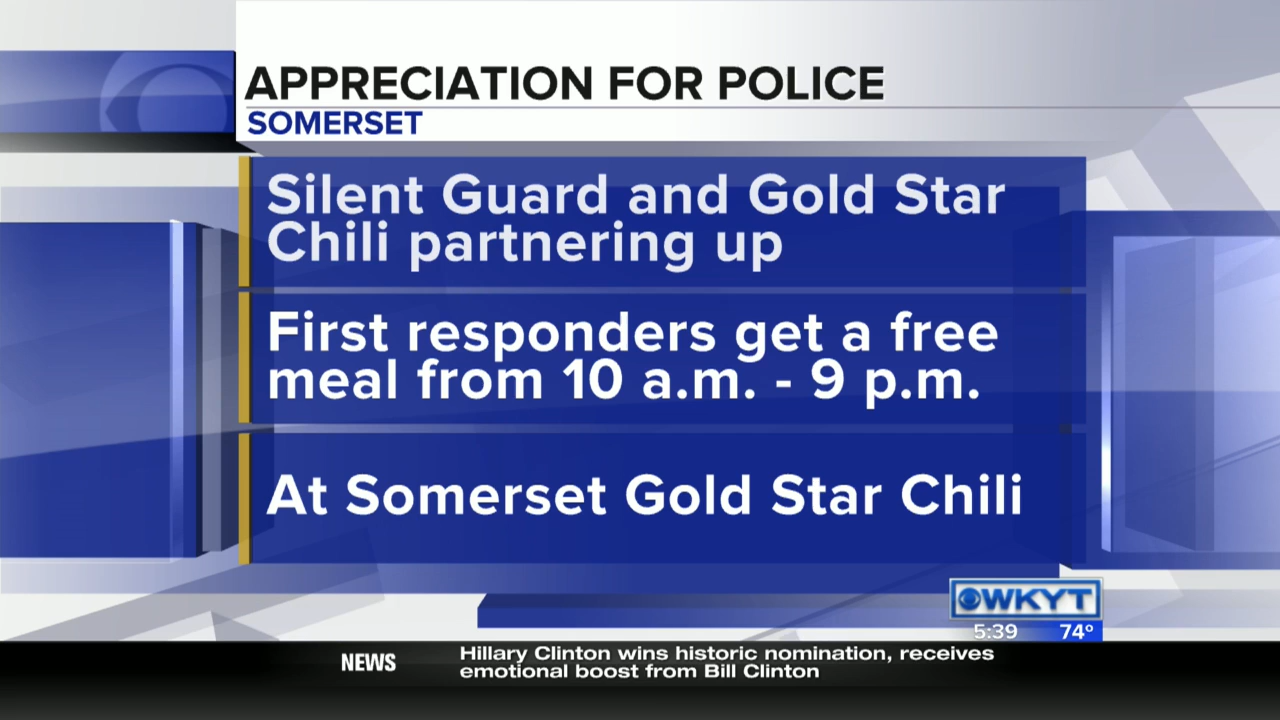 APPRECIATION FOR POLICE
SOMERSET
Silent Guard and Gold Star
Chili partnering up
First responders get a free
meal from 10 a.m. - 9 p.m.
At Somerset Gold Star Chili
WKYT
5:39 74°
NEWS
Hillary Clinton wins historic nomination, receives
emotional boost from Bill Clinton